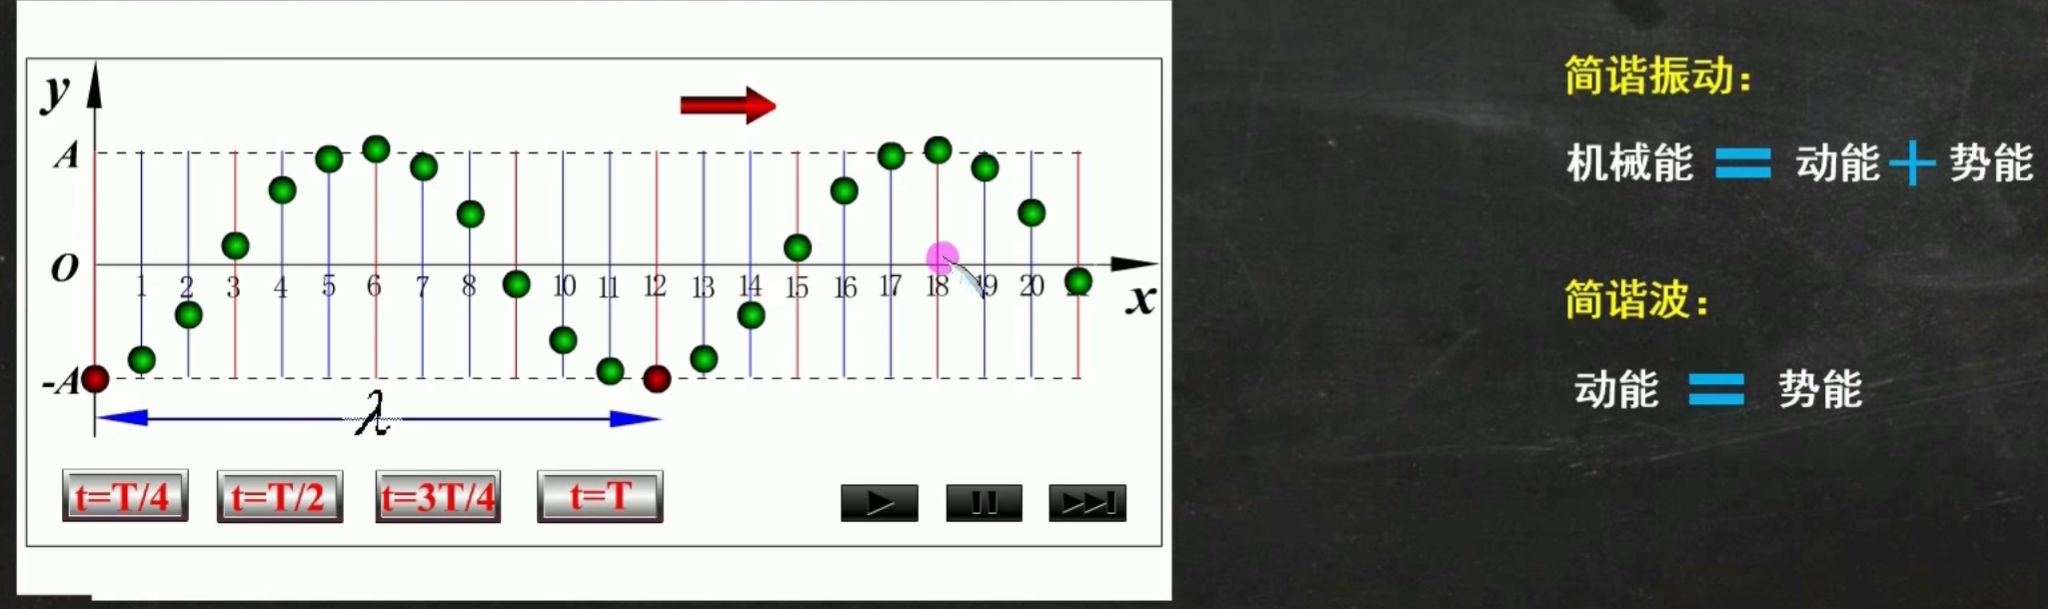 y
A
O
-A
1 2 3 4 5 6 7 8 10 11 12 13 14 15 16 17 18 19 20
x
λ
t=T/4 t=T/2 t=3T/4 t=T
简谐振动：
机械能 = 动能 + 势能
简谐波：
动能 = 势能